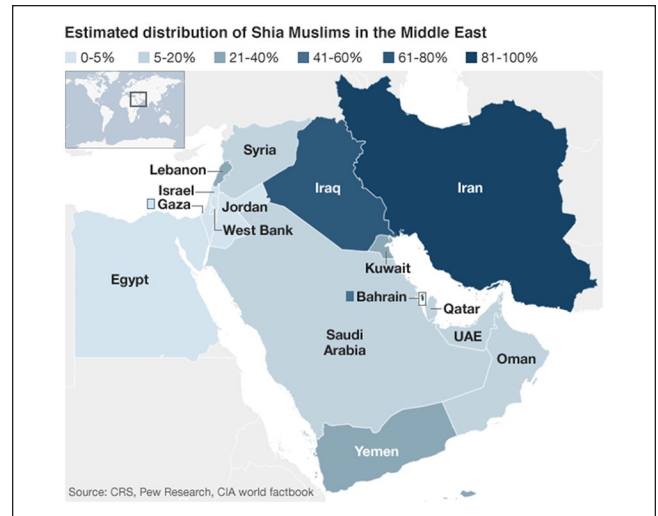 Estimated distribution of Shia Muslims in the Middle East
0-5% 5-20% 21-40% 41-60% 61-80% 81-100%
Syria
Lebanon
Israel
Iraq
Iran
Gaza
Jordan
West Bank
Kuwait
Egypt
Bahrain
Qatar
Saudi
Arabia
UAE
Oman
Yemen
Source: CRS, Pew Research, CIA world factbook